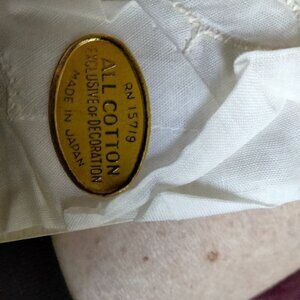 RN 15719
ALL COTTON
EXCLUSIVE OF DECORATION
MADE IN JAPAN